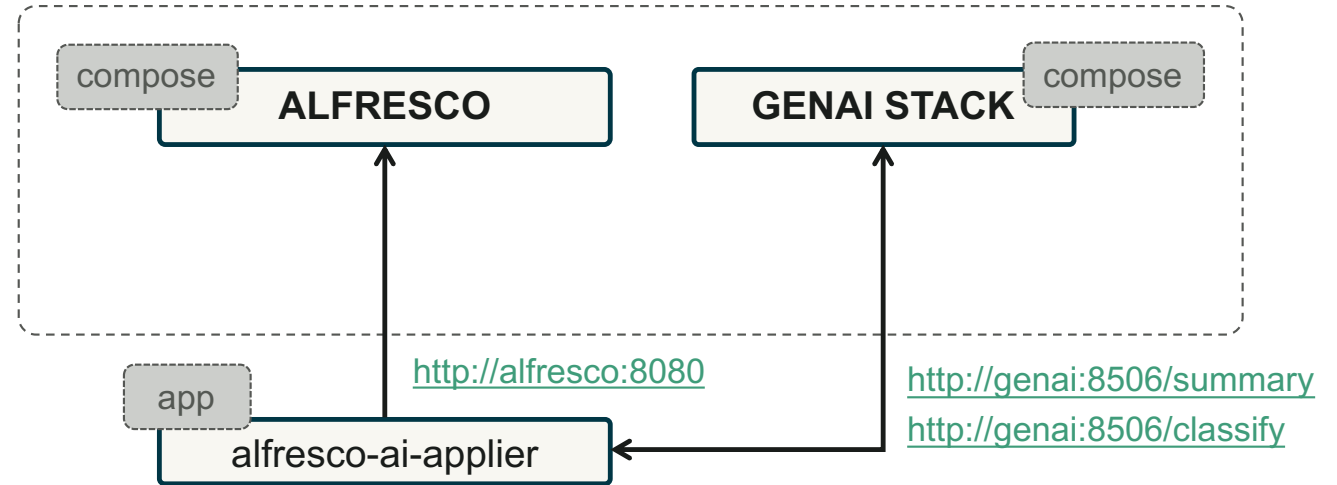 compose
ALFRESCO
compose
GENAI STACK
http://alfresco:8080
http://genai:8506/summary
http://genai:8506/classify
app
alfresco-ai-applier